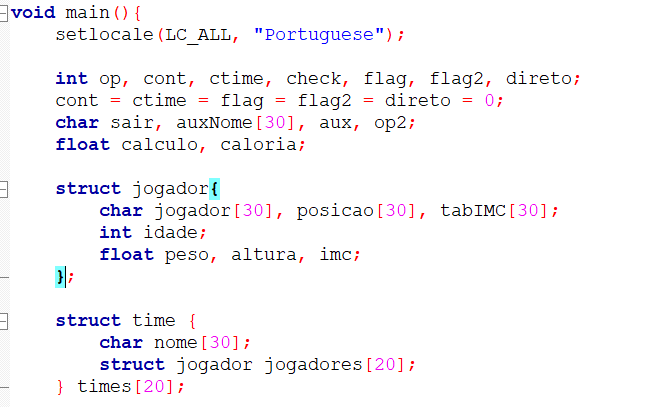 void main(){
    setlocale(LC_ALL, "Portuguese");
    int op, cont, ctime, check, flag, flag2, direto;
    cont = ctime = flag = flag2 = direto = 0;
    char sair, auxNome[30], aux, op2;
    float calculo, caloria;
    struct jogador{
        char jogador[30], posicao[30], tabIMC[30];
        int idade;
        float peso, altura, imc;
    };
    struct time {
        char nome[30];
        struct jogador jogadores[20];
    } times[20];